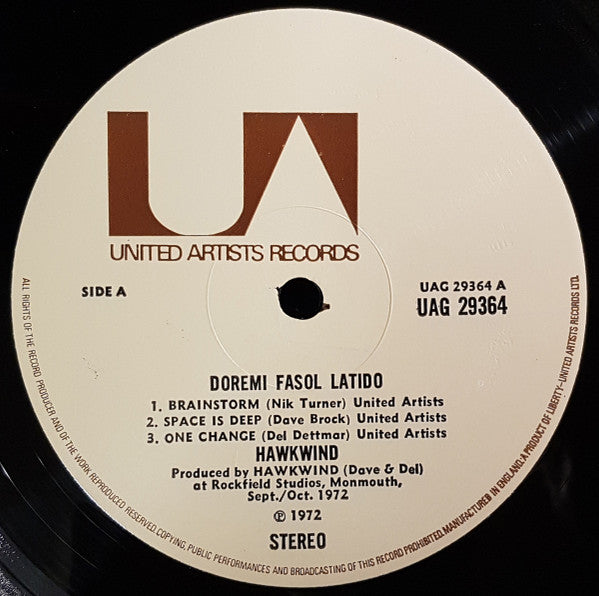 UA
UNITED ARTISTS RECORDS
SIDE A
UAG 29364 A
UAG 29364
DOREMI FASOL LATIDO
1. BRAINSTORM (Nik Turner) United Artists
2. SPACE IS DEEP (Dave Brock) United Artists
3. ONE CHANGE (Del Dettmar) United Artists
HAWKWIND
Produced by HAWKWIND (Dave & Del)
at Rockfield Studios, Monmouth,
Sept./Oct. 1972
℗ 1972
STEREO
ALL RIGHTS OF THE RECORD PRODUCER AND OF THE WORK REPRODUCED RESERVED. COPYING, PUBLIC PERFORMANCES AND BROADCASTING OF THIS RECORD PROHIBITED. MANUFACTURED IN ENGLAND. A PRODUCT OF LIBERTY-UNITED ARTISTS RECORDS LTD.